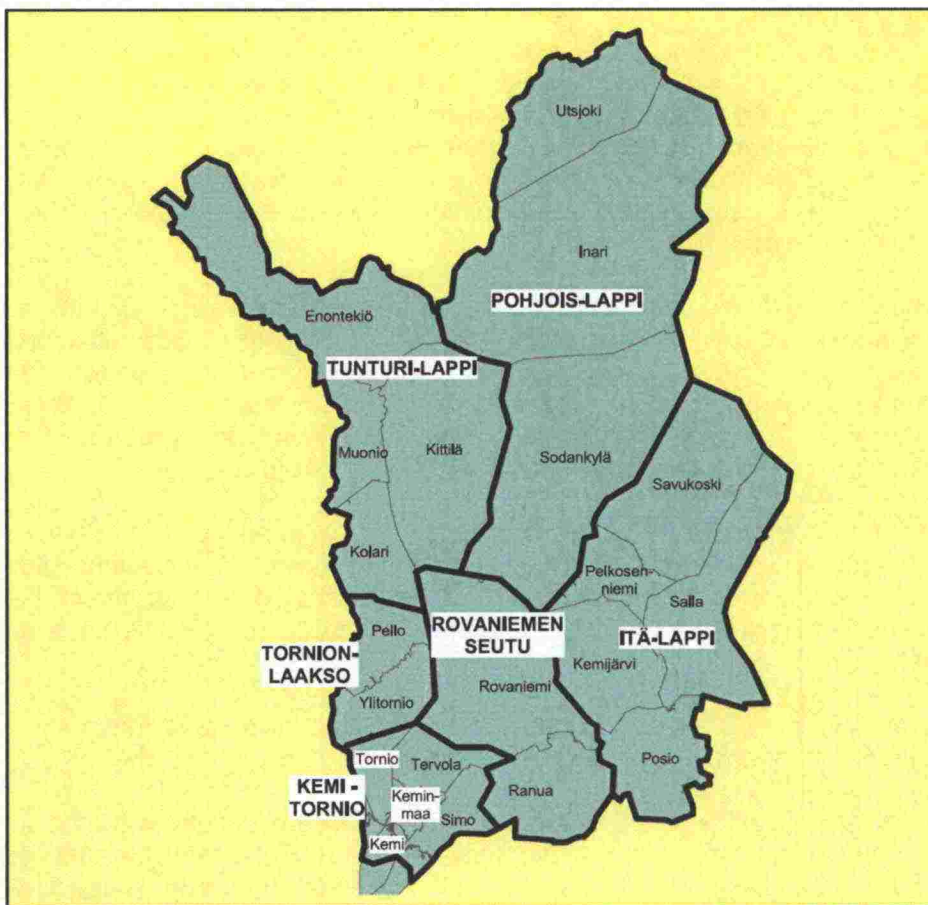 Utsjoki
Inari
POHJOIS-LAPPI
Enontekiö
TUNTURI-LAPPI
Muonio
Kittilä
Sodankylä
Savukoski
Kolari
Pelkosen-
niemi
Salla
Pello
ROVANIEMEN
SEUTU
ITÄ-LAPPI
TORNION-
LAAKSO
Kemijärvi
Rovaniemi
Ylitornio
Tornio
Tervola
Posio
KEMI -
TORNIO
Ranua
Kemin-
maa
Simo
Kemi